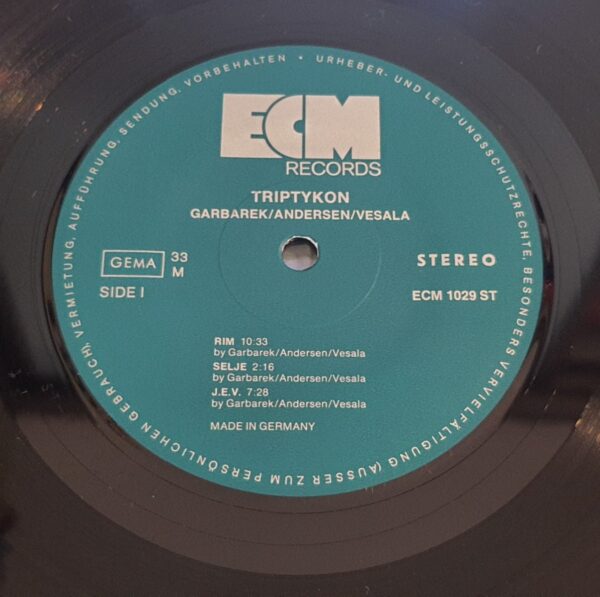 ECM
RECORDS
TRIPTYKON
GARBAREK/ANDERSEN/VESALA
GEMA
33
M
STEREO
SIDE I
ECM 1029 ST
RIM 10:33
by Garbarek/Andersen/Vesala
SELJE 2:16
by Garbarek/Andersen/Vesala
J.E.V. 7:28
by Garbarek/Andersen/Vesala
MADE IN GERMANY
URHEBER- UND LEISTUNGSSCHUTZRECHTE, BESONDERS VERVIELFÄLTIGUNG (AUSSER ZUM PERSÖNLICHEN GEBRAUCH), VERMIETUNG, AUFFÜHRUNG, SENDUNG, VORBEHALTEN •